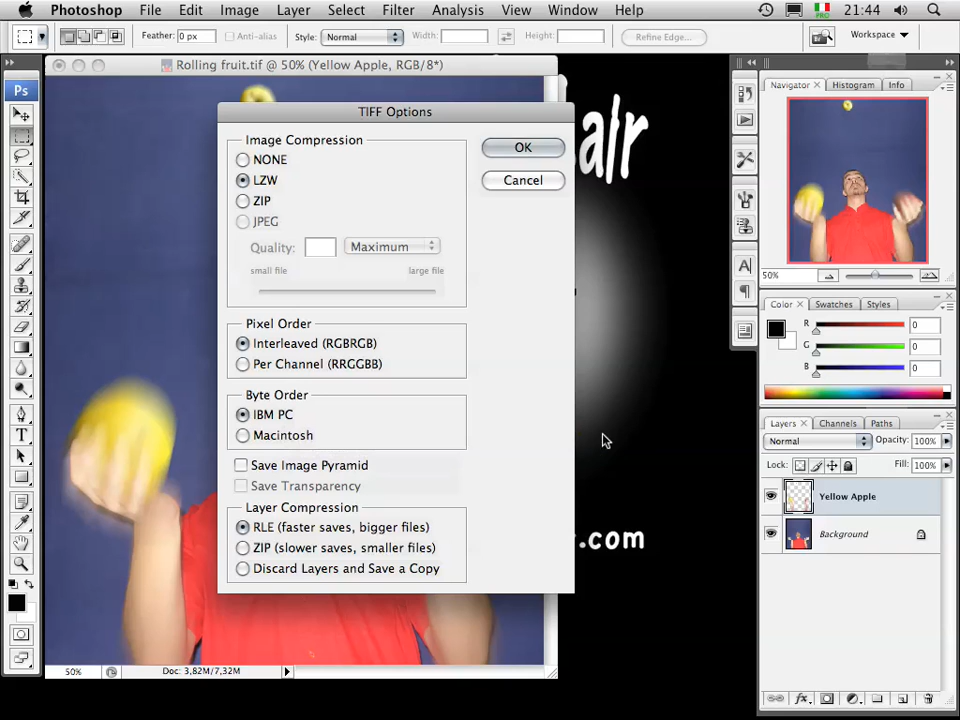 Photoshop File Edit Image Layer Select Filter Analysis View Window Help PRO 21:44
Feather: 0 px Anti-alias Style: Normal Width: Height: Refine Edge... Workspace
Rolling fruit.tif @ 50% (Yellow Apple, RGB/8*)
Ps
air
.com
TIFF Options
Image Compression
NONE
LZW
ZIP
JPEG
Quality: Maximum
small file large file
Pixel Order
Interleaved (RGBRGB)
Per Channel (RRGGBB)
Byte Order
IBM PC
Macintosh
Save Image Pyramid
Save Transparency
Layer Compression
RLE (faster saves, bigger files)
ZIP (slower saves, smaller files)
Discard Layers and Save a Copy
OK
Cancel
50% Doc: 3,82M/7,32M
Navigator Histogram Info
50%
Color Swatches Styles
R 0
G 0
B 0
Layers Channels Paths
Normal Opacity: 100%
Lock: Fill: 100%
Yellow Apple
Background